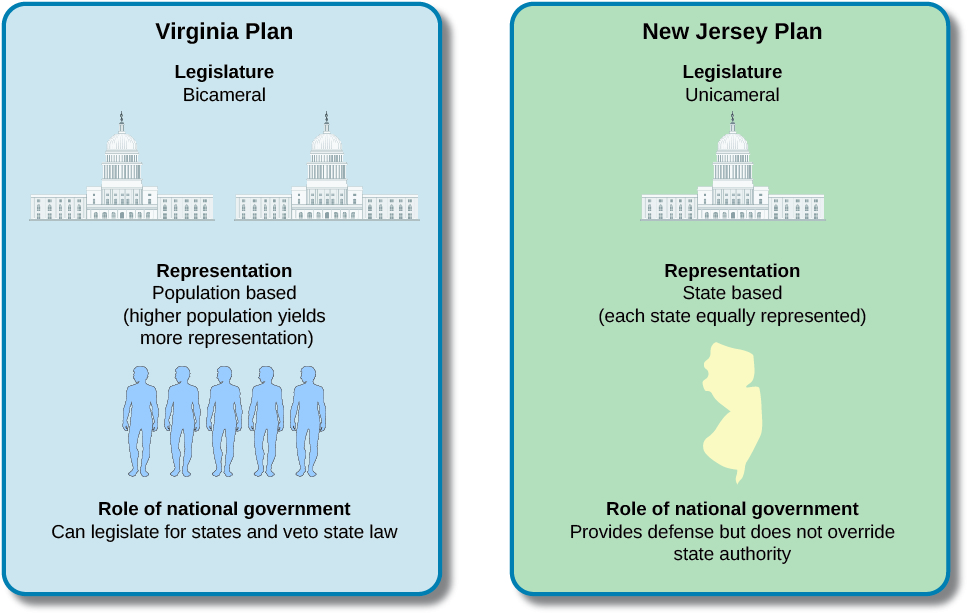 Virginia Plan
Legislature
Bicameral
Representation
Population based
(higher population yields
more representation)
Role of national government
Can legislate for states and veto state law
New Jersey Plan
Legislature
Unicameral
Representation
State based
(each state equally represented)
Role of national government
Provides defense but does not override
state authority